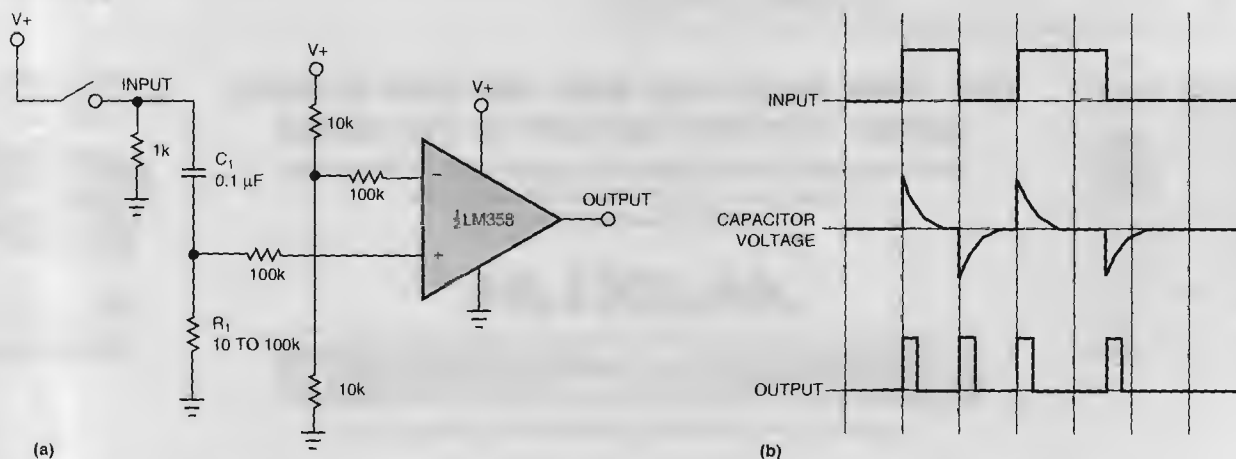 V+
INPUT
1k
C₁
0.1 µF
100k
R₁
10 TO 100k
V+
10k
100k
10k
V+
−
+
½LM358
OUTPUT
(a)
INPUT
CAPACITOR
VOLTAGE
OUTPUT
(b)